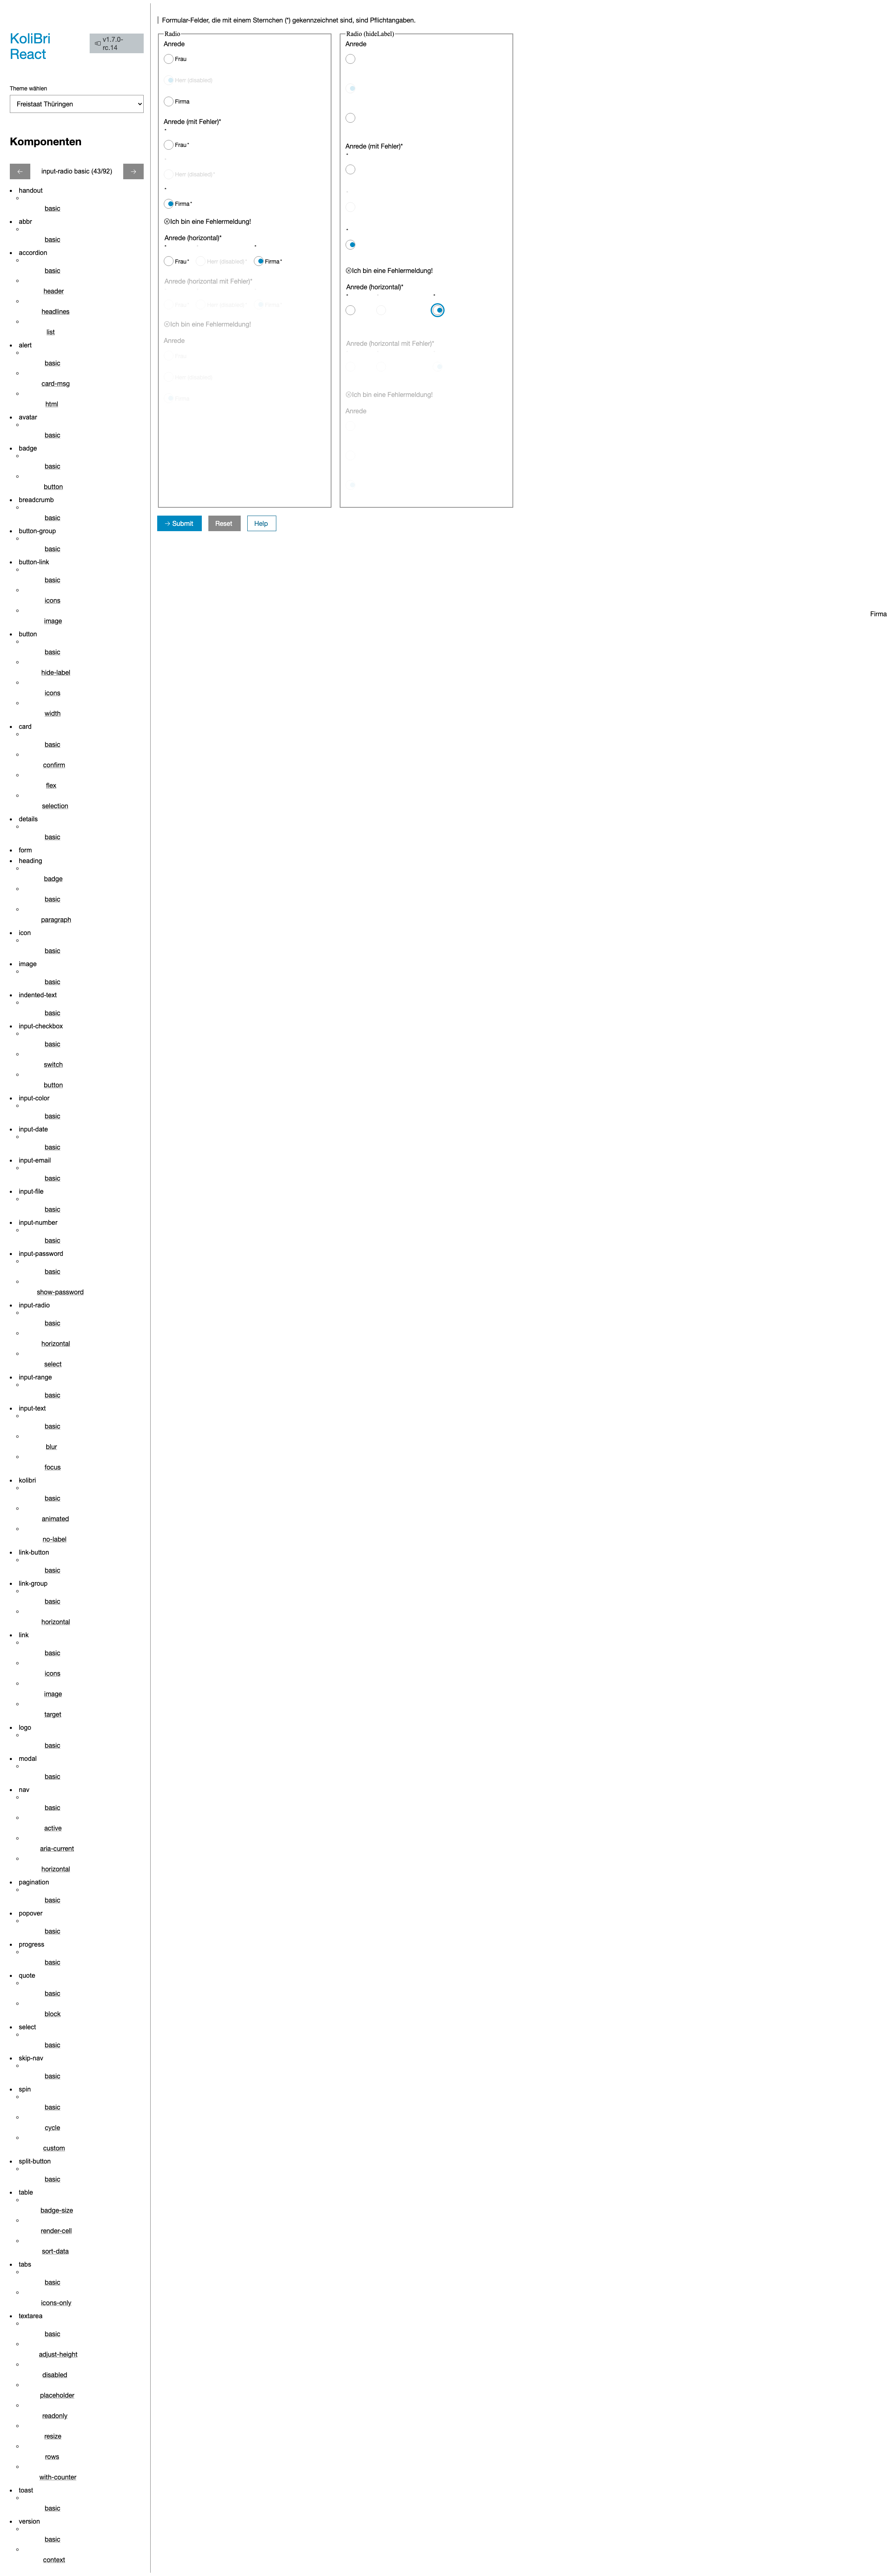 KoliBri
React
v1.7.0-
rc.14
Theme wählen
Freistaat Thüringen
Komponenten
input-radio basic (43/92)
handout
basic
abbr
basic
accordion
basic
header
headlines
list
alert
basic
card-msg
html
avatar
basic
badge
basic
button
breadcrumb
basic
button-group
basic
button-link
basic
icons
image
button
basic
hide-label
icons
width
card
basic
confirm
flex
selection
details
basic
form
heading
badge
basic
paragraph
icon
basic
image
basic
indented-text
basic
input-checkbox
basic
switch
button
input-color
basic
input-date
basic
input-email
basic
input-file
basic
input-number
basic
input-password
basic
show-password
input-radio
basic
horizontal
select
input-range
basic
input-text
basic
blur
focus
kolibri
basic
animated
no-label
link-button
basic
link-group
basic
horizontal
link
basic
icons
image
target
logo
basic
modal
basic
nav
basic
active
aria-current
horizontal
pagination
basic
popover
basic
progress
basic
quote
basic
block
select
basic
skip-nav
basic
spin
basic
cycle
custom
split-button
basic
table
badge-size
render-cell
sort-data
tabs
basic
icons-only
textarea
basic
adjust-height
disabled
placeholder
readonly
resize
rows
with-counter
toast
basic
version
basic
context
Formular-Felder, die mit einem Sternchen (*) gekennzeichnet sind, sind Pflichtangaben.
Radio
Anrede
Frau
Herr (disabled)
Firma
Anrede (mit Fehler)*
*
Frau*
Herr (disabled)*
*
Firma*
Ich bin eine Fehlermeldung!
Anrede (horizontal)*
* *
Frau* Herr (disabled)* Firma*
Anrede (horizontal mit Fehler)*
Ich bin eine Fehlermeldung!
Anrede
Radio (hideLabel)
Anrede
Anrede (mit Fehler)*
*
*
Ich bin eine Fehlermeldung!
Anrede (horizontal)*
* *
Anrede (horizontal mit Fehler)*
Ich bin eine Fehlermeldung!
Anrede
Submit
Reset
Help
Firma